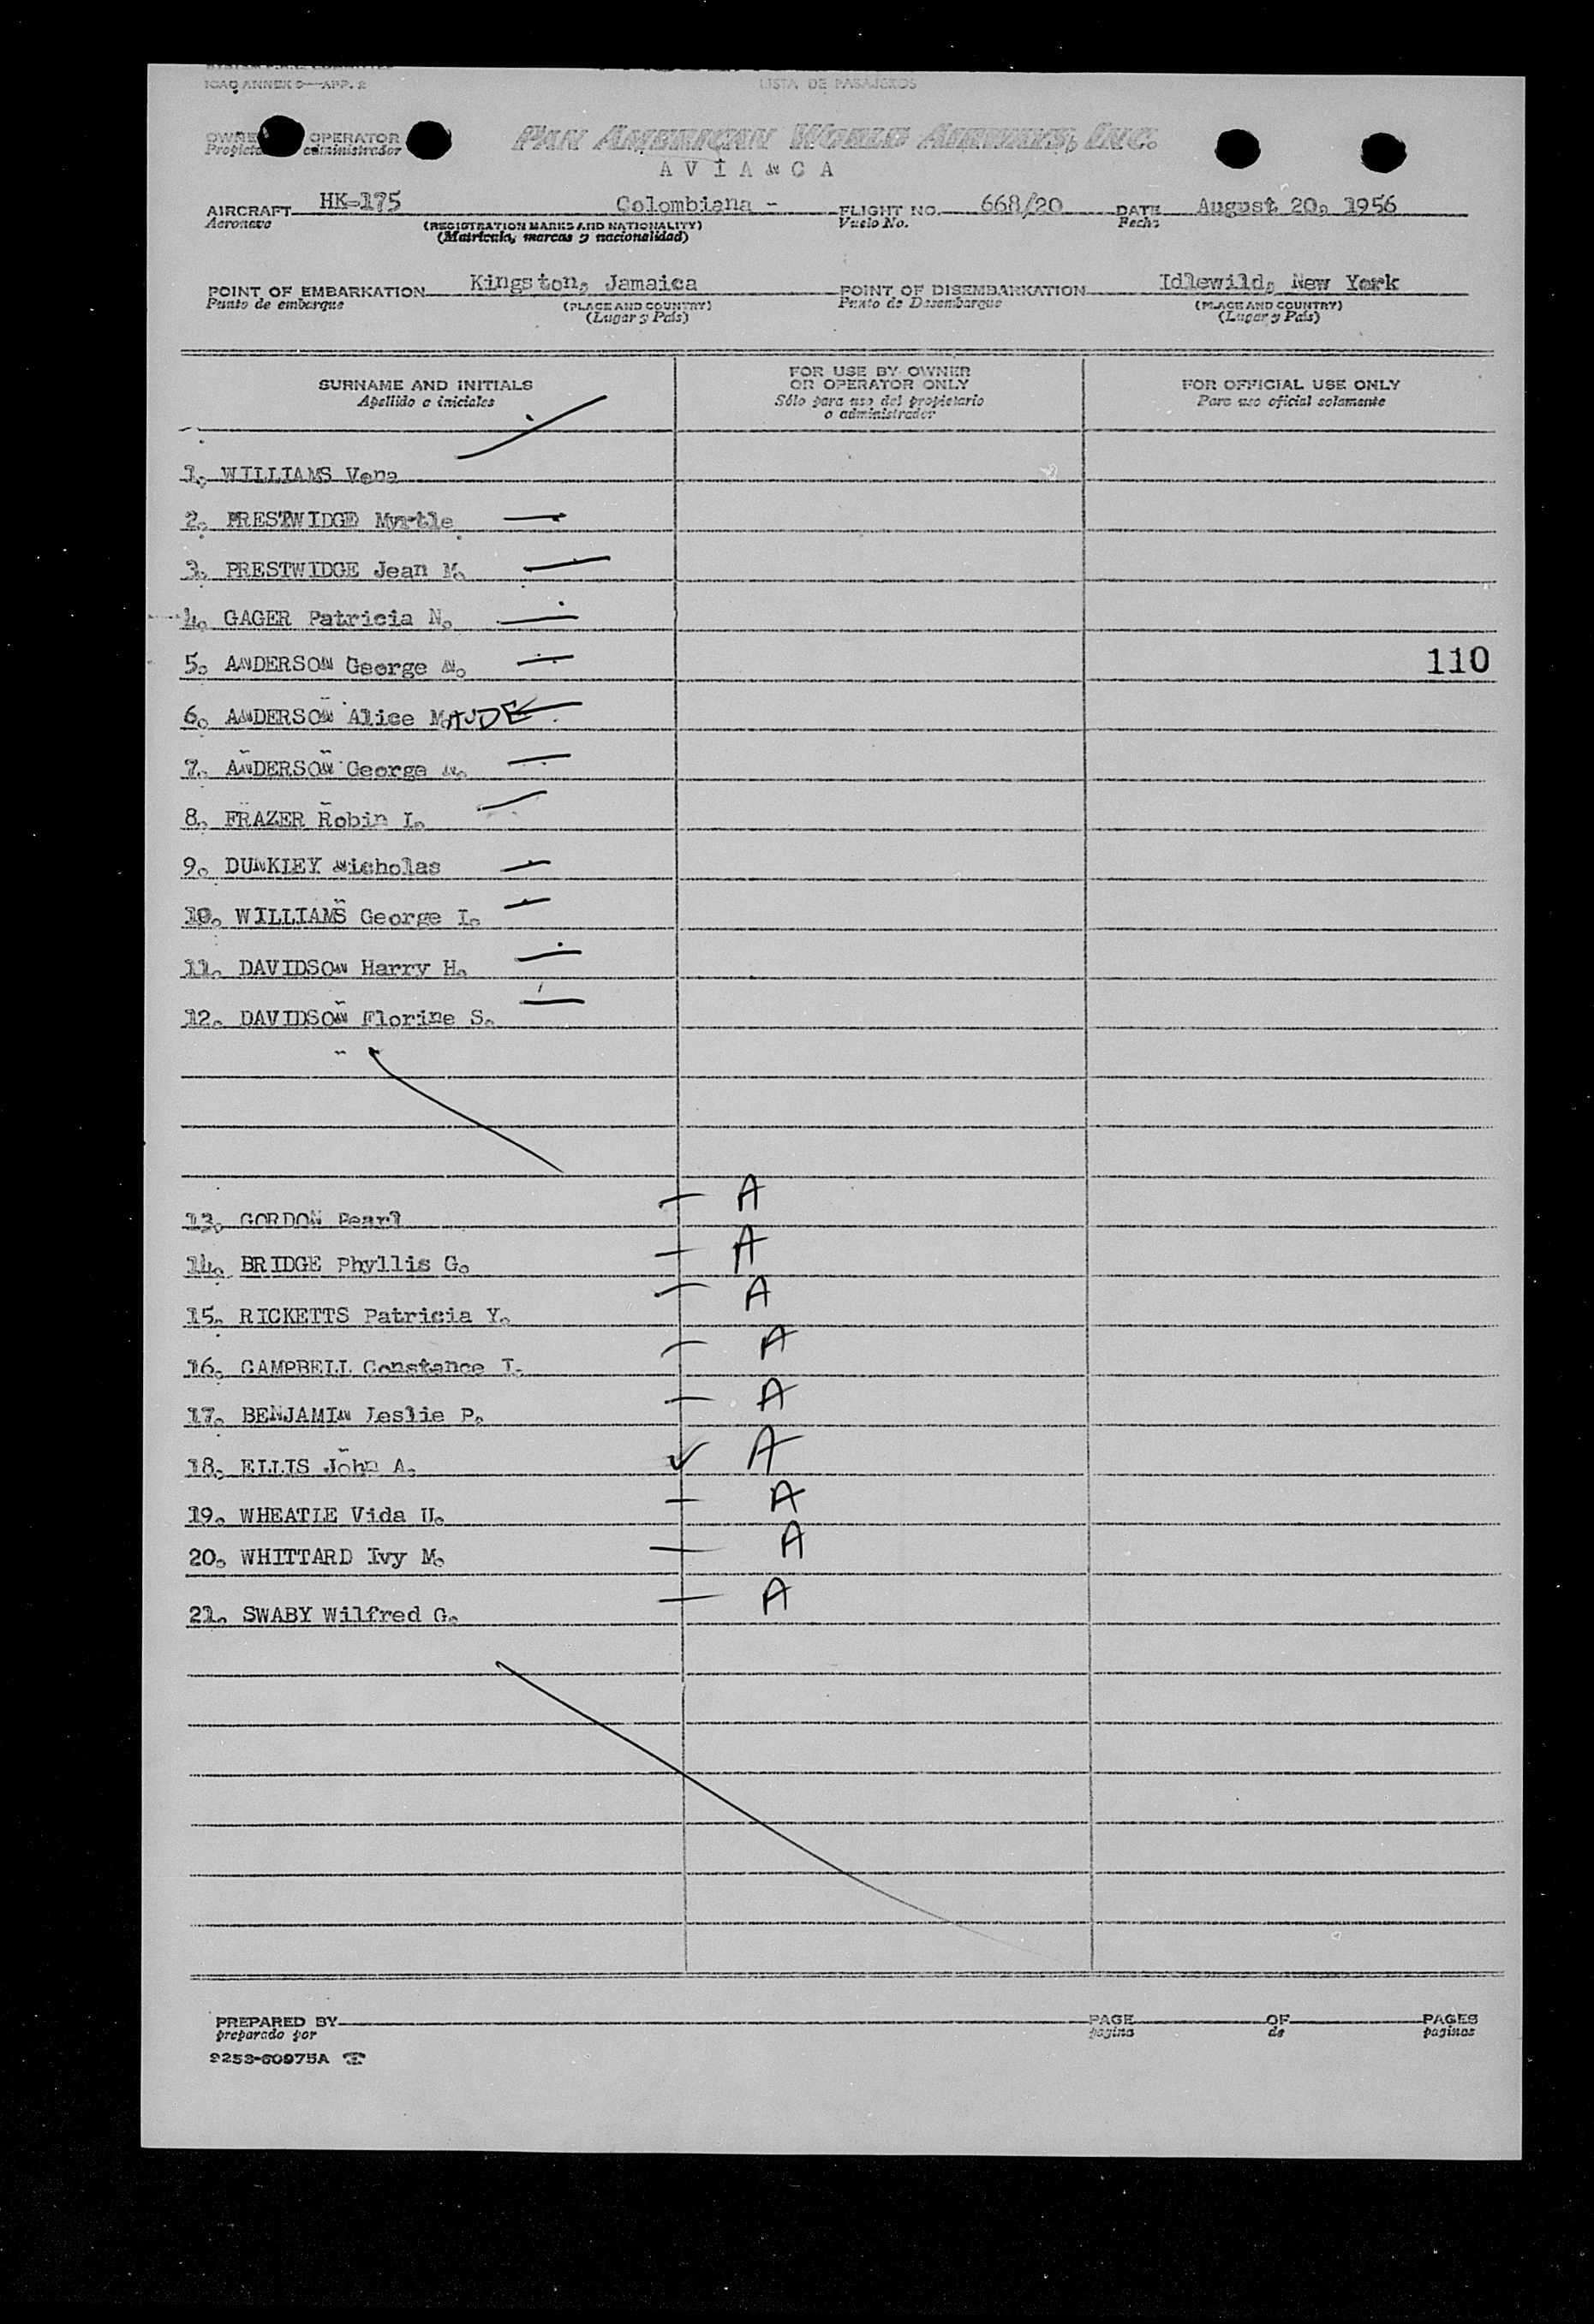 ICAO ANNEX 9—APP. 2
LISTA DE PASAJEROS
OPERATOR
administrador
PAN AMERICAN WORLD AIRWAYS, INC.
A V I A N C A
AIRCRAFT HK-175 Colombiana - FLIGHT NO. 668/20 DATE August 20, 1956
Aeronave (REGISTRATION MARKS AND NATIONALITY) Vuelo No. Fecha
(Matrícula, marcas y nacionalidad)
POINT OF EMBARKATION Kingston, Jamaica POINT OF DISEMBARKATION Idlewild, New York
Punto de embarque (PLACE AND COUNTRY) Punto de Desembarque (PLACE AND COUNTRY)
(Lugar y País) (Lugar y País)
SURNAME AND INITIALS
Apellido e iniciales
FOR USE BY OWNER
OR OPERATOR ONLY
Sólo para uso del propietario
o administrador
FOR OFFICIAL USE ONLY
Para uso oficial solamente
1. WILLIAMS Vena
2. PRESTWIDGE Myrtle
3. PRESTWIDGE Jean M.
4. GAGER Patricia N.
5. ANDERSON George N.
110
6. ANDERSON Alice MAUDE
7. ANDERSON George N.
8. FRAZER Robin I.
9. DUNKLEY Nicholas
10. WILLIAMS George I.
11. DAVIDSON Harry H.
12. DAVIDSON Florine S.
13. GORDON Pearl A
14. BRIDGE Phyllis G. A
15. RICKETTS Patricia Y. A
16. CAMPBELL Constance I. A
17. BENJAMIN Leslie P. A
18. ELLIS John A. ✓ A
19. WHEATLE Vida U. A
20. WHITTARD Ivy M. A
21. SWABY Wilfred G. A
PREPARED BY PAGE OF PAGES
preparado por pagina de paginas
9253-60975A